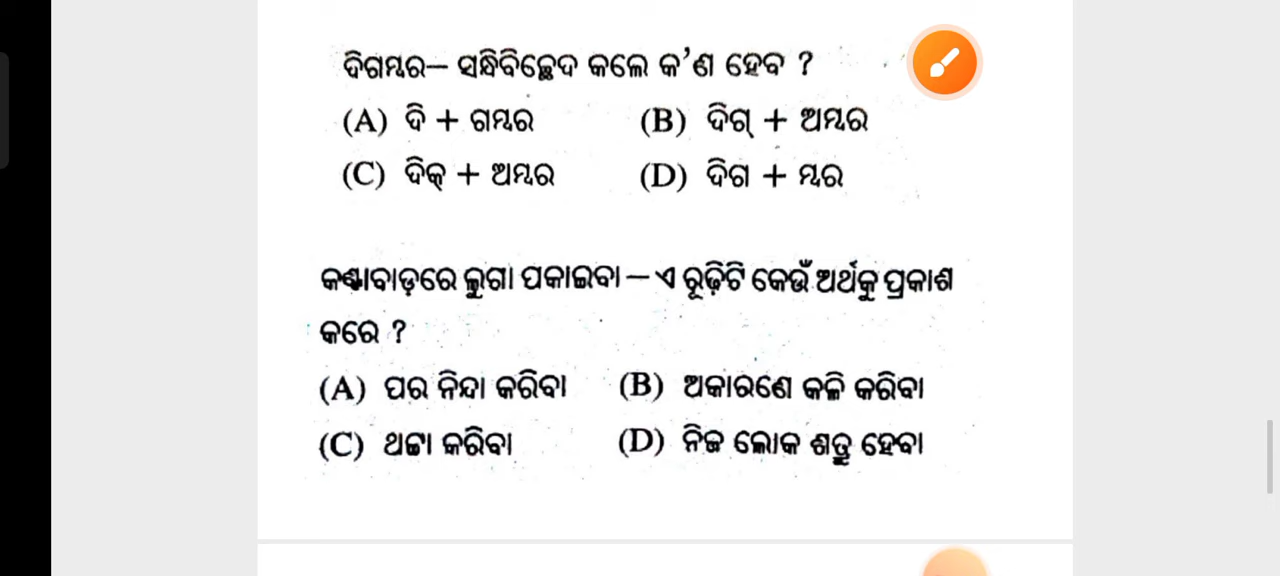 ଦିଗମ୍ବର– ସନ୍ଧିବିଚ୍ଛେଦ କଲେ କ'ଣ ହେବ ?
(A) ଦି + ଗମ୍ବର (B) ଦିଗ୍ + ଅମ୍ବର
(C) ଦିକ୍ + ଅମ୍ବର (D) ଦିଗ + ମ୍ବର
କଣ୍ଟାବାଡ଼ରେ ଲୁଗା ପକାଇବା – ଏ ରୂଢ଼ିଟି କେଉଁ ଅର୍ଥକୁ ପ୍ରକାଶ
କରେ ?
(A) ପର ନିନ୍ଦା କରିବା (B) ଅକାରଣେ କଳି କରିବା
(C) ଥଟ୍ଟା କରିବା (D) ନିଜ ଲୋକ ଶତ୍ରୁ ହେବା